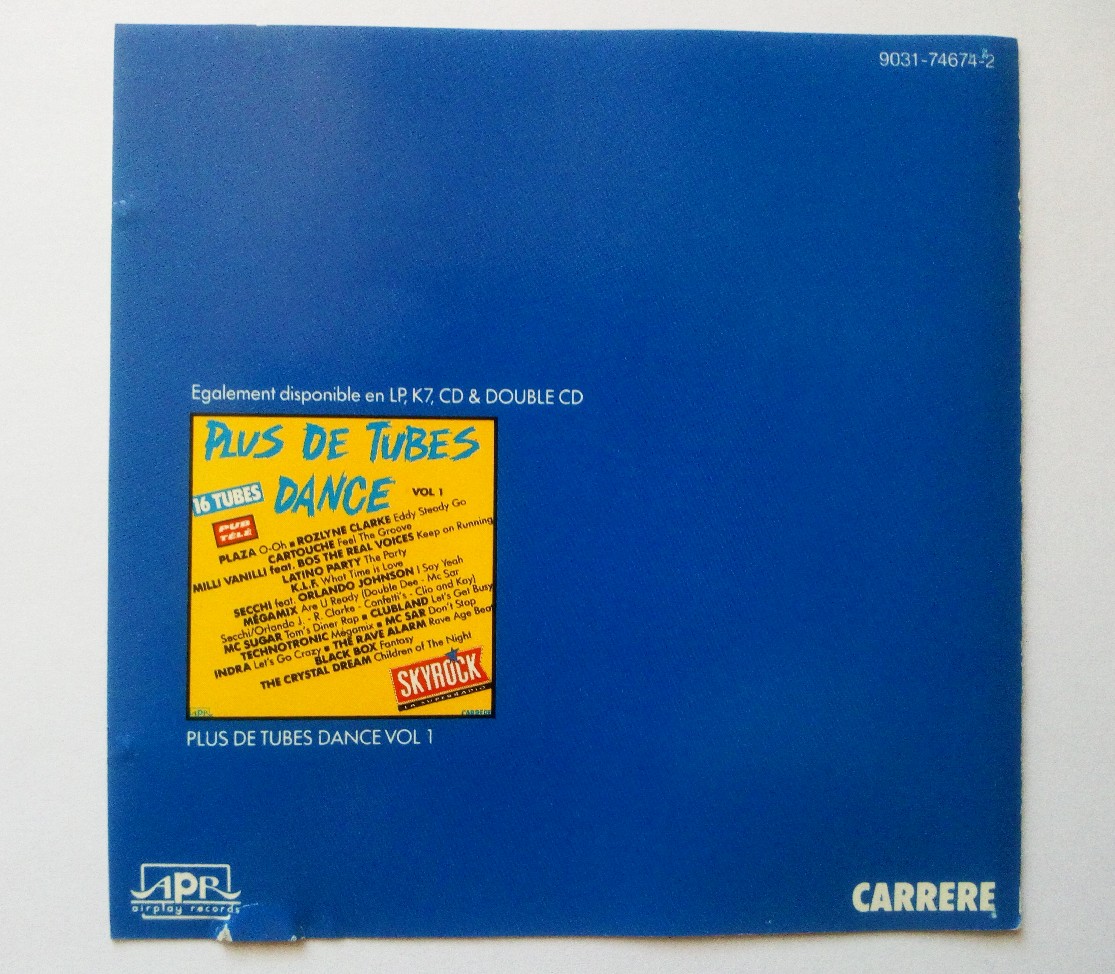 9031-74674-2
Egalement disponible en LP, K7, CD & DOUBLE CD
PLUS DE TUBES
DANCE
VOL 1
16 TUBES
PUB
TÉLÉ
PLAZA O-Oh ■ ROZLYNE CLARKE Eddy Steady Go
CARTOUCHE Feel The Groove
MILLI VANILLI feat. BOS THE REAL VOICES Keep on Running
LATINO PARTY The Party
K.L.F. What Time is Love
SECCHI feat. ORLANDO JOHNSON I Say Yeah
MÉGAMIX Are U Ready (Double Dee - Mc Sar
Secchi/Orlando J. - R. Clarke - Confetti's - Clio and Kay)
MC SUGAR Tom's Diner Rap ■ CLUBLAND Let's Get Busy
TECHNOTRONIC Mégamix ■ MC SAR Don't Stop
INDRA Let's Go Crazy ■ THE RAVE ALARM Rave Age Beat
BLACK BOX Fantasy
THE CRYSTAL DREAM Children of The Night
SKYROCK
LA SUPERRADIO
APR
CARRERE
PLUS DE TUBES DANCE VOL 1
APR
airplay records
CARRERE